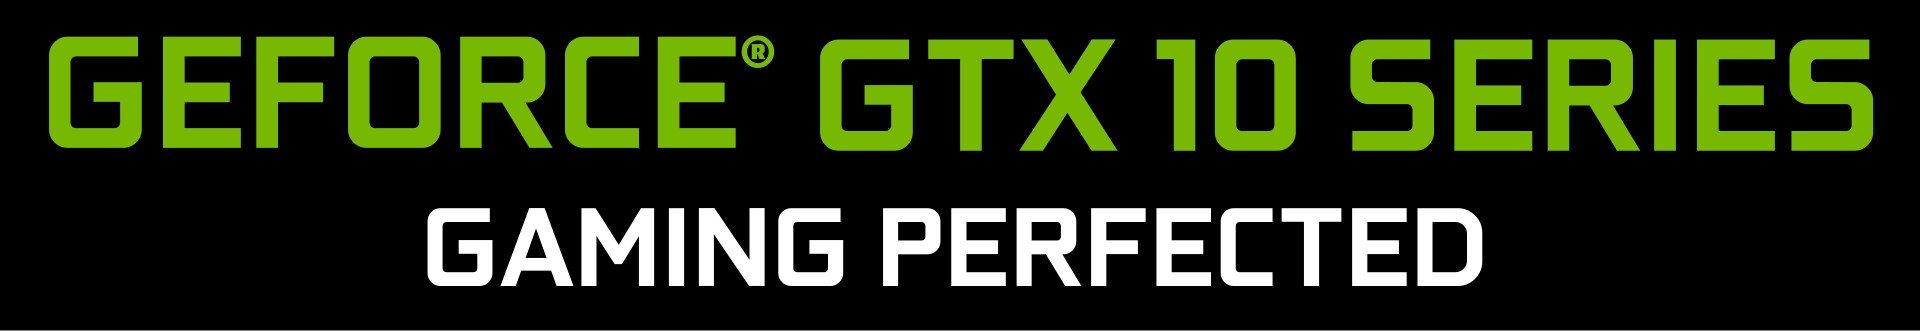 GEFORCE® GTX 10 SERIES
GAMING PERFECTED